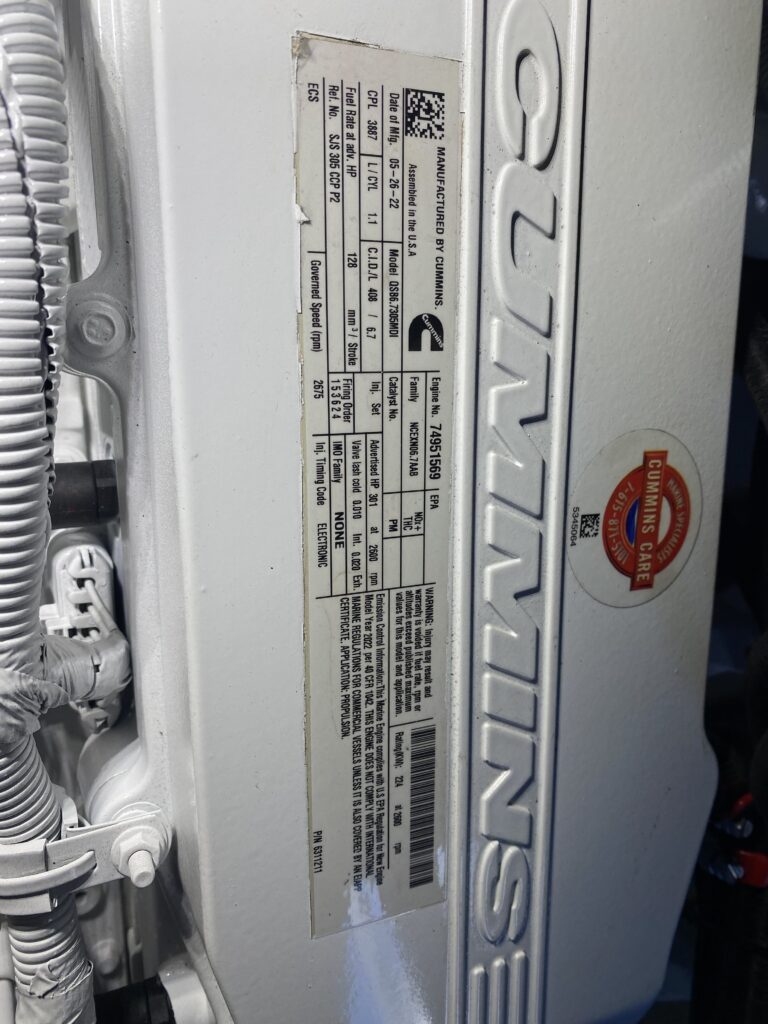 CUMMINS
MANUFACTURED BY CUMMINS.
Assembled in the U.S.A
Cummins
Date of Mfg. 05-26-22
Model QSB6.7305MDI
CPL 3887
L / CYL 1.1
C.I.D./L 408 / 6.7
Fuel Rate at adv. HP 128 mm³ / Stroke
Ref. No. SJS 305 CCP P2
ECS
Governed Speed (rpm) 2675
Engine No. 74951569
EPA
Family NCEXN06.7AAB
NOx+
THC
Catalyst No.
PM
Inj. Set
Advertised HP 301 at 2600 rpm
Firing Order
1 5 3 6 2 4
Valve lash cold 0.010 Int. 0.020 Exh.
IMO Family NONE
Inj. Timing Code ELECTRONIC
WARNING: Injury may result and
warranty is voided if fuel rate, rpm or
altitudes exceed published maximum
values for this model and application.
Rating(KW): 224 at 2600 rpm
Emission Control Information:This Marine Engine complies with U.S EPA Regulation for New Engine
Model Year 2022 per 40 CFR 1042. THIS ENGINE DOES NOT COMPLY WITH INTERNATIONAL
MARINE REGULATIONS FOR COMMERCIAL VESSELS UNLESS IT IS ALSO COVERED BY AN EIAPP
CERTIFICATE. APPLICATION: PROPULSION.
P/N 6311211
MARINE SPECIALISTS
CUMMINS CARE
1-615-871-
5345064